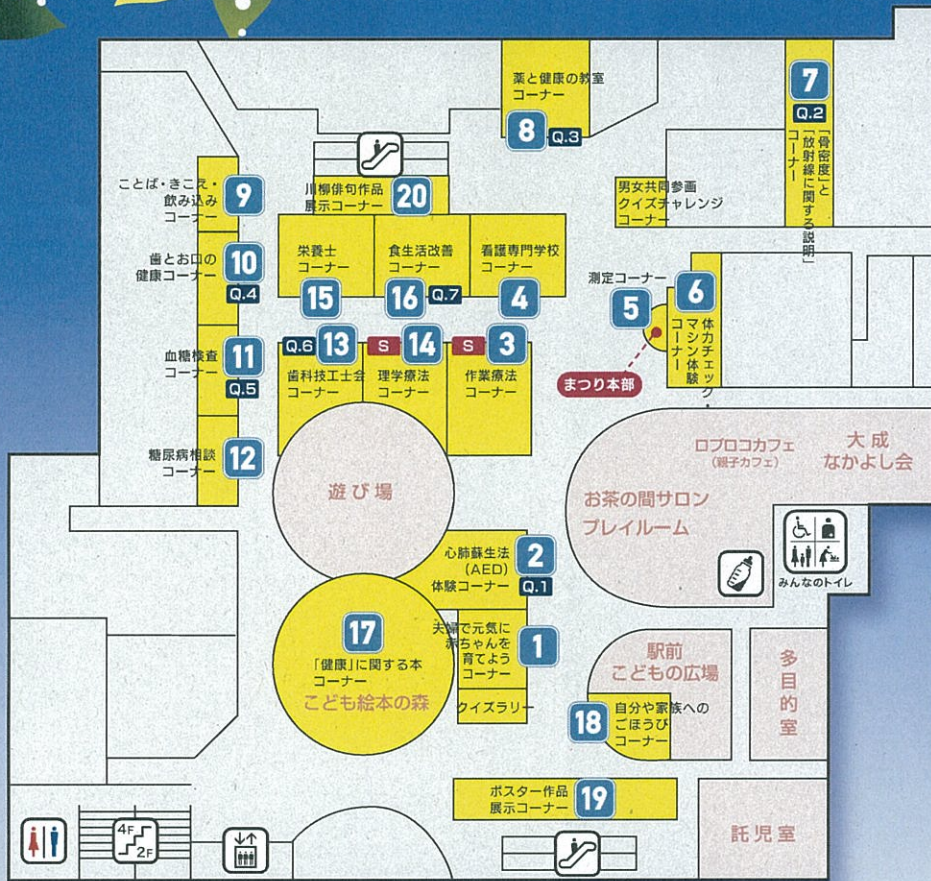 薬と健康の教室
コーナー
8
Q.3
7
Q.2
「骨密度」と
「放射線に関する説明」
コーナー
ことば・きこえ・
飲み込み
コーナー
9
川柳俳句作品
展示コーナー
20
男女共同参画
クイズチャレンジ
コーナー
歯とお口の
健康コーナー
10
Q.4
栄養士
コーナー
15
食生活改善
コーナー
16
Q.7
看護専門学校
コーナー
4
測定コーナー
5
6
体力チェック・
マシン体験
コーナー
まつり本部
血糖検査
コーナー
11
Q.5
Q.6
13
歯科技工士会
コーナー
S
14
理学療法
コーナー
S
3
作業療法
コーナー
糖尿病相談
コーナー
12
遊び場
ロブロコカフェ
(親子カフェ)
大成
なかよし会
お茶の間サロン
プレイルーム
みんなのトイレ
心肺蘇生法
(AED)
体験コーナー
2
Q.1
17
「健康」に関する本
コーナー
こども絵本の森
夫婦で元気に
赤ちゃんを
育てよう
コーナー
1
クイズラリー
駅前
こどもの広場
18
自分や家族への
ごほうび
コーナー
多目的室
ポスター作品
展示コーナー
19
託児室
4F
2F